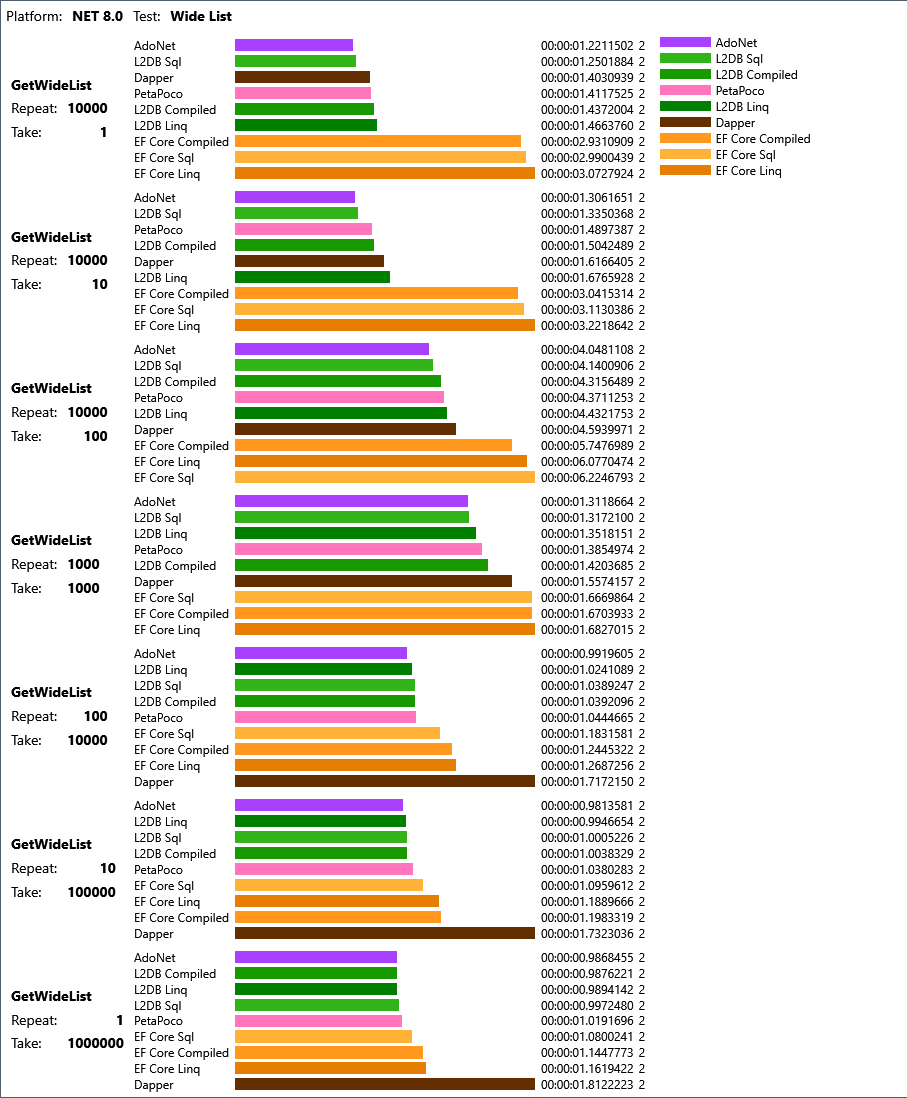 Platform: NET 8.0 Test: Wide List
AdoNet 00:00:01.2211502 2
L2DB Sql 00:00:01.2501884 2
Dapper 00:00:01.4030939 2
PetaPoco 00:00:01.4117525 2
L2DB Compiled 00:00:01.4372004 2
L2DB Linq 00:00:01.4663760 2
EF Core Compiled 00:00:02.9310909 2
EF Core Sql 00:00:02.9900439 2
EF Core Linq 00:00:03.0727924 2
GetWideList
Repeat: 10000
Take: 1
AdoNet
L2DB Sql
L2DB Compiled
PetaPoco
L2DB Linq
Dapper
EF Core Compiled
EF Core Sql
EF Core Linq
AdoNet 00:00:01.3061651 2
L2DB Sql 00:00:01.3350368 2
PetaPoco 00:00:01.4897387 2
L2DB Compiled 00:00:01.5042489 2
Dapper 00:00:01.6166405 2
L2DB Linq 00:00:01.6765928 2
EF Core Compiled 00:00:03.0415314 2
EF Core Sql 00:00:03.1130386 2
EF Core Linq 00:00:03.2218642 2
GetWideList
Repeat: 10000
Take: 10
AdoNet 00:00:04.0481108 2
L2DB Sql 00:00:04.1400906 2
L2DB Compiled 00:00:04.3156489 2
PetaPoco 00:00:04.3711253 2
L2DB Linq 00:00:04.4321753 2
Dapper 00:00:04.5939971 2
EF Core Compiled 00:00:05.7476989 2
EF Core Linq 00:00:06.0770474 2
EF Core Sql 00:00:06.2246793 2
GetWideList
Repeat: 10000
Take: 100
AdoNet 00:00:01.3118664 2
L2DB Sql 00:00:01.3172100 2
L2DB Linq 00:00:01.3518151 2
PetaPoco 00:00:01.3854974 2
L2DB Compiled 00:00:01.4203685 2
Dapper 00:00:01.5574157 2
EF Core Sql 00:00:01.6669864 2
EF Core Compiled 00:00:01.6703933 2
EF Core Linq 00:00:01.6827015 2
GetWideList
Repeat: 1000
Take: 1000
AdoNet 00:00:00.9919605 2
L2DB Linq 00:00:01.0241089 2
L2DB Sql 00:00:01.0389247 2
L2DB Compiled 00:00:01.0392096 2
PetaPoco 00:00:01.0444665 2
EF Core Sql 00:00:01.1831581 2
EF Core Compiled 00:00:01.2445322 2
EF Core Linq 00:00:01.2687256 2
Dapper 00:00:01.7172150 2
GetWideList
Repeat: 100
Take: 10000
AdoNet 00:00:00.9813581 2
L2DB Linq 00:00:00.9946654 2
L2DB Sql 00:00:01.0005226 2
L2DB Compiled 00:00:01.0038329 2
PetaPoco 00:00:01.0380283 2
EF Core Sql 00:00:01.0959612 2
EF Core Linq 00:00:01.1889666 2
EF Core Compiled 00:00:01.1983319 2
Dapper 00:00:01.7323036 2
GetWideList
Repeat: 10
Take: 100000
AdoNet 00:00:00.9868455 2
L2DB Compiled 00:00:00.9876221 2
L2DB Linq 00:00:00.9894142 2
L2DB Sql 00:00:00.9972480 2
PetaPoco 00:00:01.0191696 2
EF Core Sql 00:00:01.0800241 2
EF Core Compiled 00:00:01.1447773 2
EF Core Linq 00:00:01.1619422 2
Dapper 00:00:01.8122223 2
GetWideList
Repeat: 1
Take: 1000000